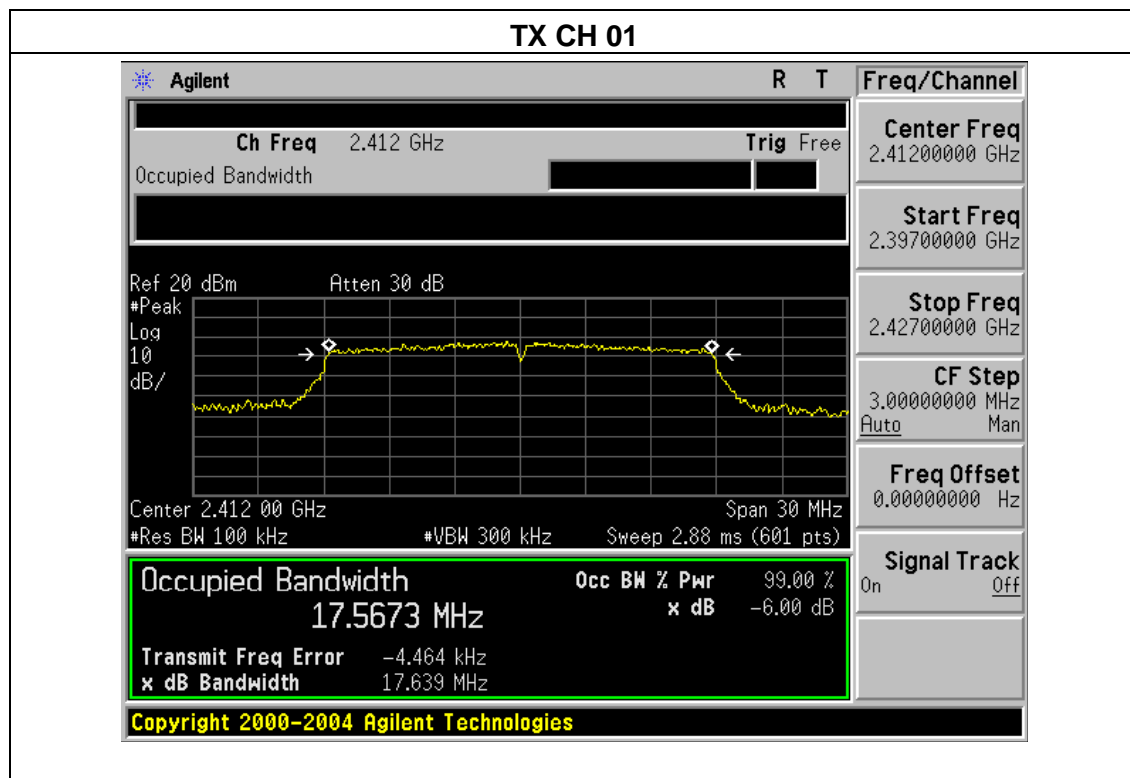 TX CH 01
Agilent R T Freq/Channel
Ch Freq 2.412 GHz Trig Free
Occupied Bandwidth
Center Freq
2.41200000 GHz
Start Freq
2.39700000 GHz
Stop Freq
2.42700000 GHz
CF Step
3.00000000 MHz
Auto Man
Freq Offset
0.00000000 Hz
Signal Track
On Off
Ref 20 dBm Atten 30 dB
#Peak
Log
10
dB/
Center 2.412 00 GHz Span 30 MHz
#Res BW 100 kHz #VBW 300 kHz Sweep 2.88 ms (601 pts)
Occupied Bandwidth Occ BW % Pwr 99.00 %
17.5673 MHz x dB -6.00 dB
Transmit Freq Error -4.464 kHz
x dB Bandwidth 17.639 MHz
Copyright 2000-2004 Agilent Technologies